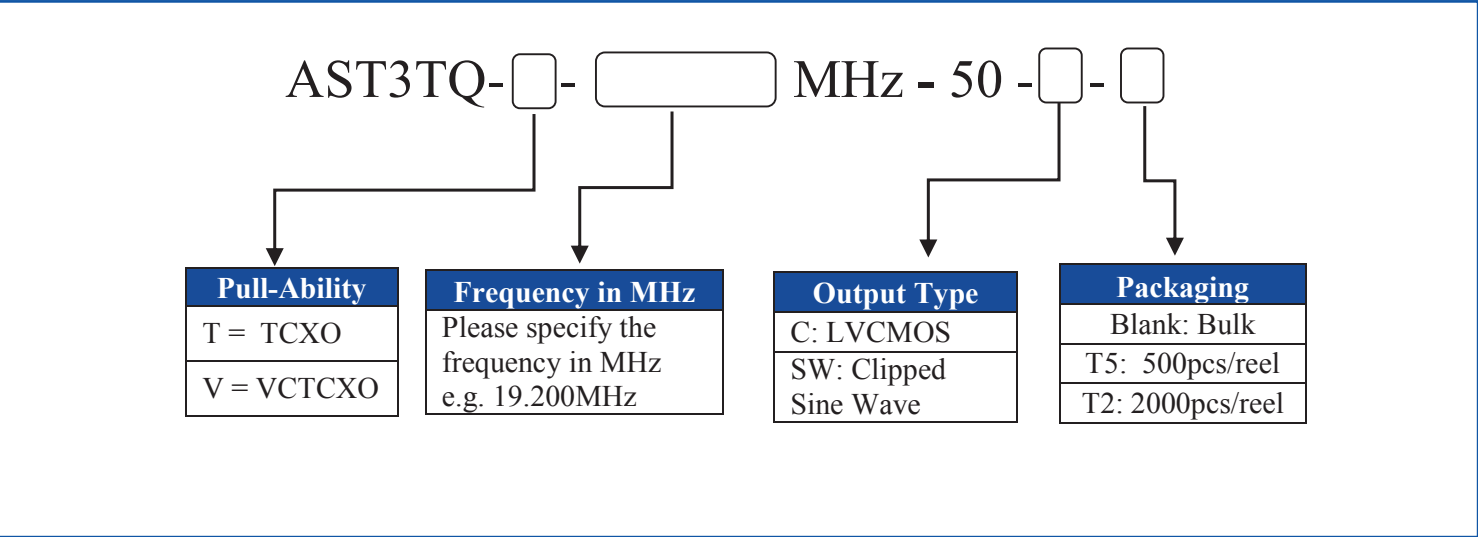 AST3TQ-□-□ MHz - 50 -□-□
Pull-Ability
T = TCXO
V = VCTCXO
Frequency in MHz
Please specify the
frequency in MHz
e.g. 19.200MHz
Output Type
C: LVCMOS
SW: Clipped
Sine Wave
Packaging
Blank: Bulk
T5: 500pcs/reel
T2: 2000pcs/reel